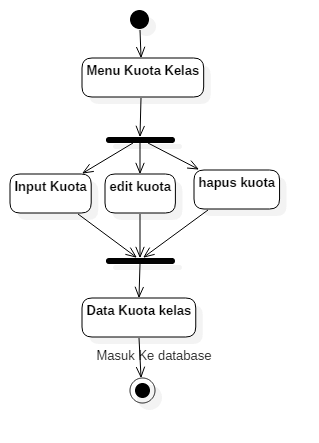 Menu Kuota Kelas
Input Kuota
edit kuota
hapus kuota
Data Kuota kelas
Masuk Ke database